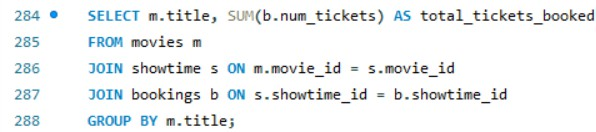 284 SELECT m.title, SUM(b.num_tickets) AS total_tickets_booked
285 FROM movies m
286 JOIN showtime s ON m.movie_id = s.movie_id
287 JOIN bookings b ON s.showtime_id = b.showtime_id
288 GROUP BY m.title;